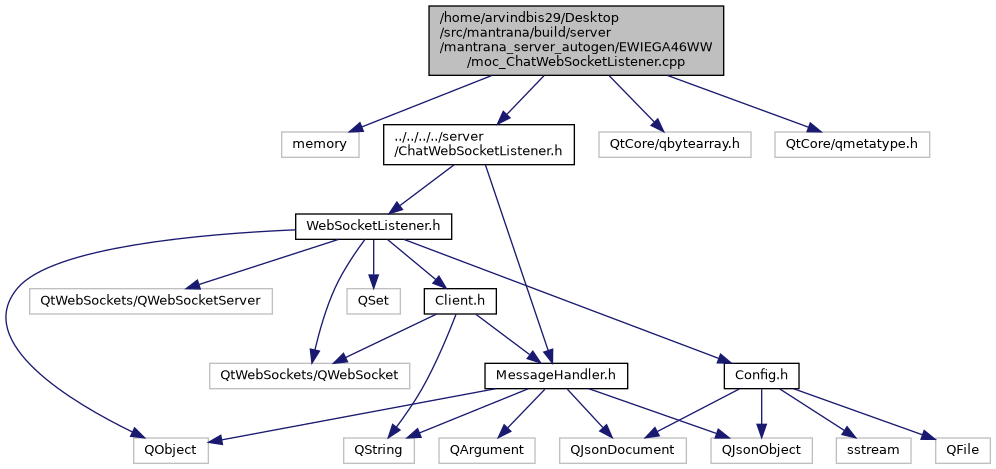 /home/arvindbis29/Desktop
/src/mantrana/build/server
/mantrana_server_autogen/EWIEGA46WW
/moc_ChatWebSocketListener.cpp
memory
../../../../server
/ChatWebSocketListener.h
QtCore/qbytearray.h
QtCore/qmetatype.h
WebSocketListener.h
QtWebSockets/QWebSocketServer
QSet
Client.h
QtWebSockets/QWebSocket
MessageHandler.h
Config.h
QObject
QString
QArgument
QJsonDocument
QJsonObject
sstream
QFile